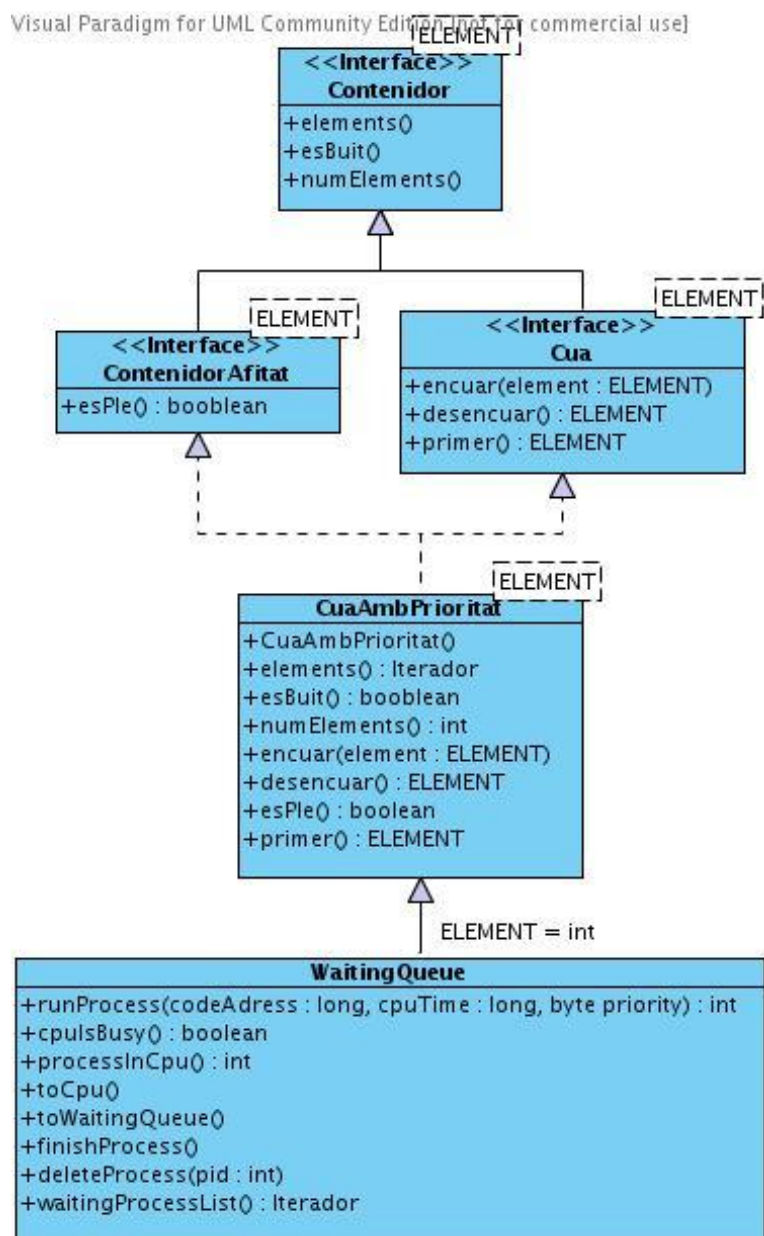 Visual Paradigm for UML Community Edition [not for commercial use]
ELEMENT
<<Interface>>
Contenidor
+elements()
+esBuit()
+numElements()
ELEMENT
<<Interface>>
ContenidorAfitat
+esPle() : booblean
ELEMENT
<<Interface>>
Cua
+encuar(element : ELEMENT)
+desencuar() : ELEMENT
+primer() : ELEMENT
ELEMENT
CuaAmbPrioritat
+CuaAmbPrioritat()
+elements() : Iterador
+esBuit() : booblean
+numElements() : int
+encuar(element : ELEMENT)
+desencuar() : ELEMENT
+esPle() : boolean
+primer() : ELEMENT
ELEMENT = int
WaitingQueue
+runProcess(codeAdress : long, cpuTime : long, byte priority) : int
+cpuIsBusy() : boolean
+processInCpu() : int
+toCpu()
+toWaitingQueue()
+finishProcess()
+deleteProcess(pid : int)
+waitingProcessList() : Iterador